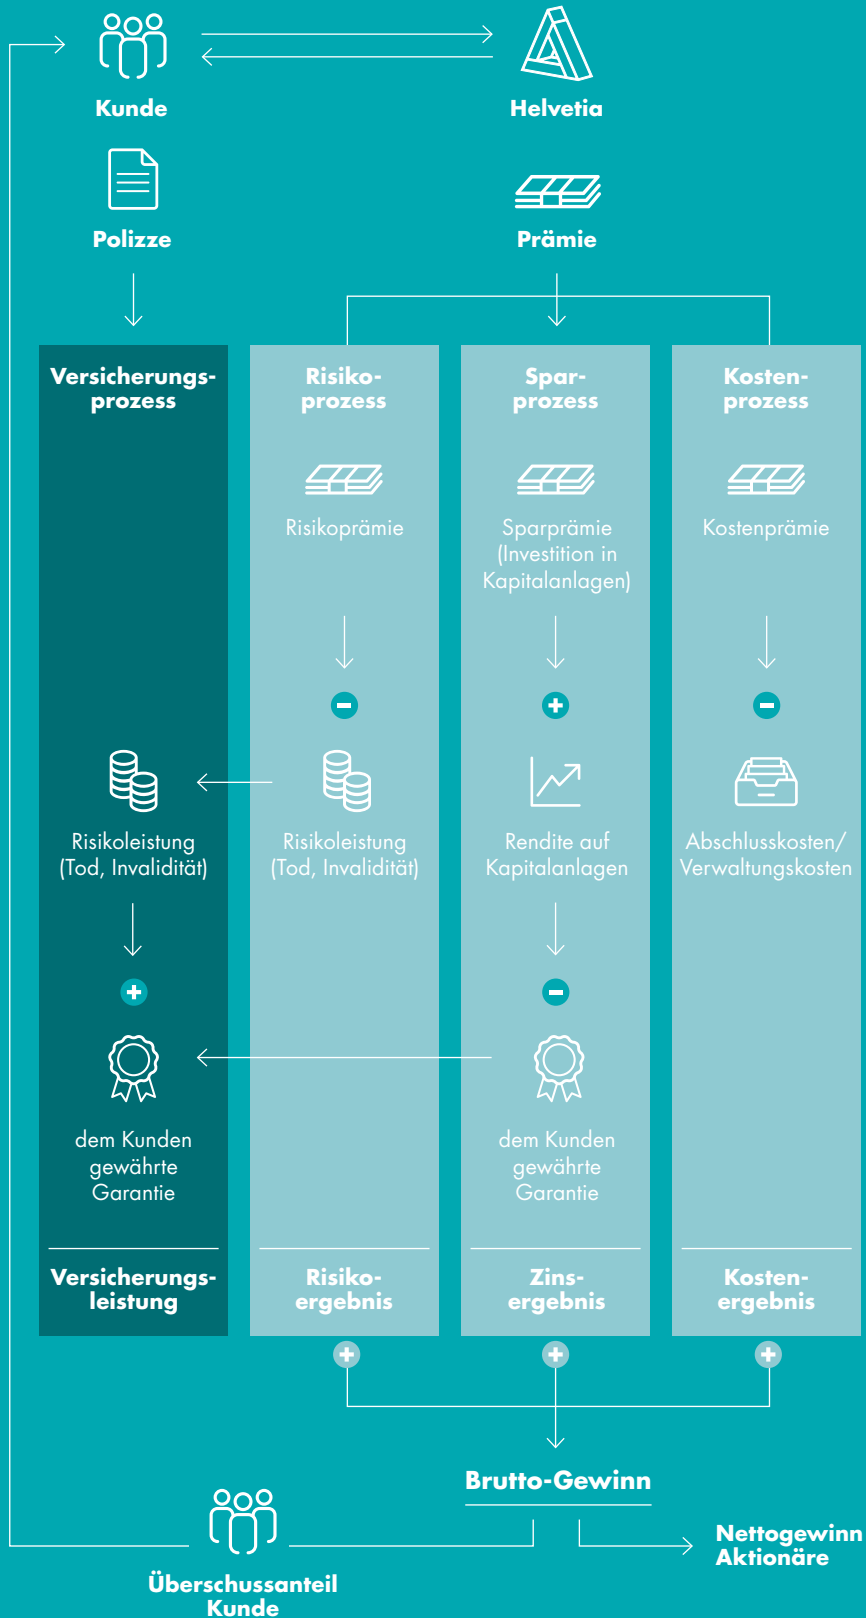 Kunde
Helvetia
Polizze
Prämie
Versicherungs-
prozess
Risikoleistung
(Tod, Invalidität)
dem Kunden
gewährte
Garantie
Versicherungs-
leistung
Risiko-
prozess
Risikoprämie
Risikoleistung
(Tod, Invalidität)
Risiko-
ergebnis
Spar-
prozess
Sparprämie
(Investition in
Kapitalanlagen)
Rendite auf
Kapitalanlagen
dem Kunden
gewährte
Garantie
Zins-
ergebnis
Kosten-
prozess
Kostenprämie
Abschlusskosten/
Verwaltungskosten
Kosten-
ergebnis
Brutto-Gewinn
Nettogewinn
Aktionäre
Überschussanteil
Kunde